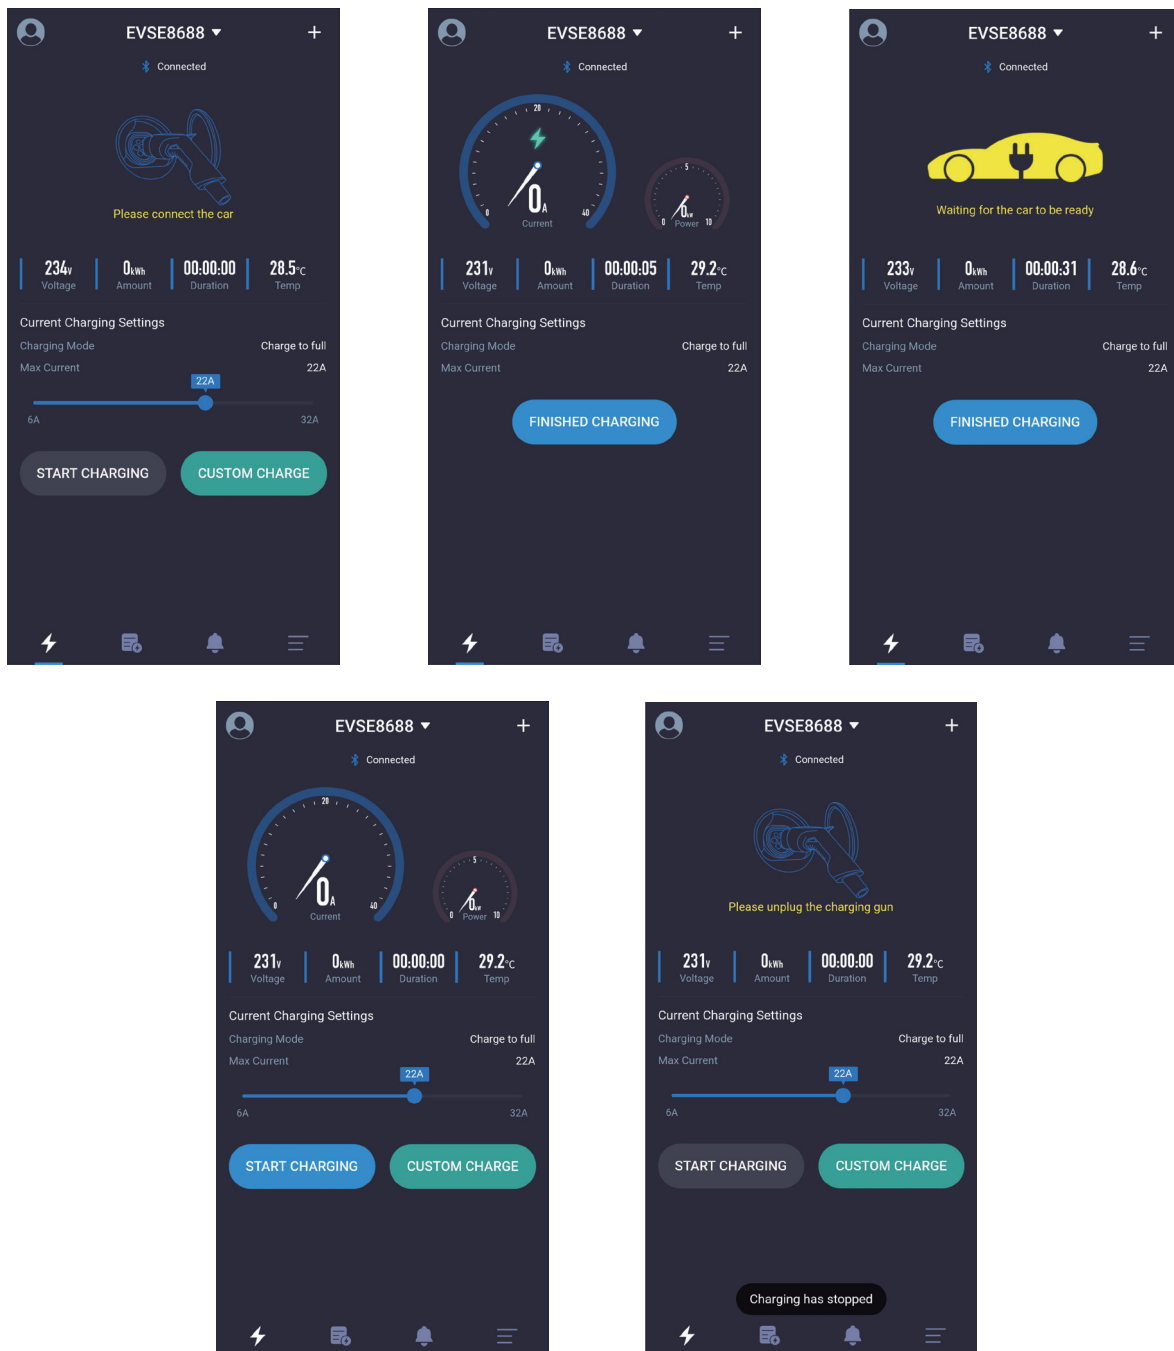 EVSE8688
Connected
Please connect the car
234V 0kWh 00:00:00 28.5°C
Voltage Amount Duration Temp
Current Charging Settings
Charging Mode Charge to full
Max Current 22A
22A
6A 32A
START CHARGING CUSTOM CHARGE
EVSE8688
Connected
20
5
0 0A 40
Current
0 0kW 10
Power
231V 0kWh 00:00:05 29.2°C
Voltage Amount Duration Temp
Current Charging Settings
Charging Mode Charge to full
Max Current 22A
FINISHED CHARGING
EVSE8688
Connected
Waiting for the car to be ready
233V 0kWh 00:00:31 28.6°C
Voltage Amount Duration Temp
Current Charging Settings
Charging Mode Charge to full
Max Current 22A
FINISHED CHARGING
EVSE8688
Connected
20
5
0 0A 40
Current
0 0kW 10
Power
231V 0kWh 00:00:00 29.2°C
Voltage Amount Duration Temp
Current Charging Settings
Charging Mode Charge to full
Max Current 22A
22A
6A 32A
START CHARGING CUSTOM CHARGE
EVSE8688
Connected
Please unplug the charging gun
231V 0kWh 00:00:00 29.2°C
Voltage Amount Duration Temp
Current Charging Settings
Charging Mode Charge to full
Max Current 22A
22A
6A 32A
START CHARGING CUSTOM CHARGE
Charging has stopped